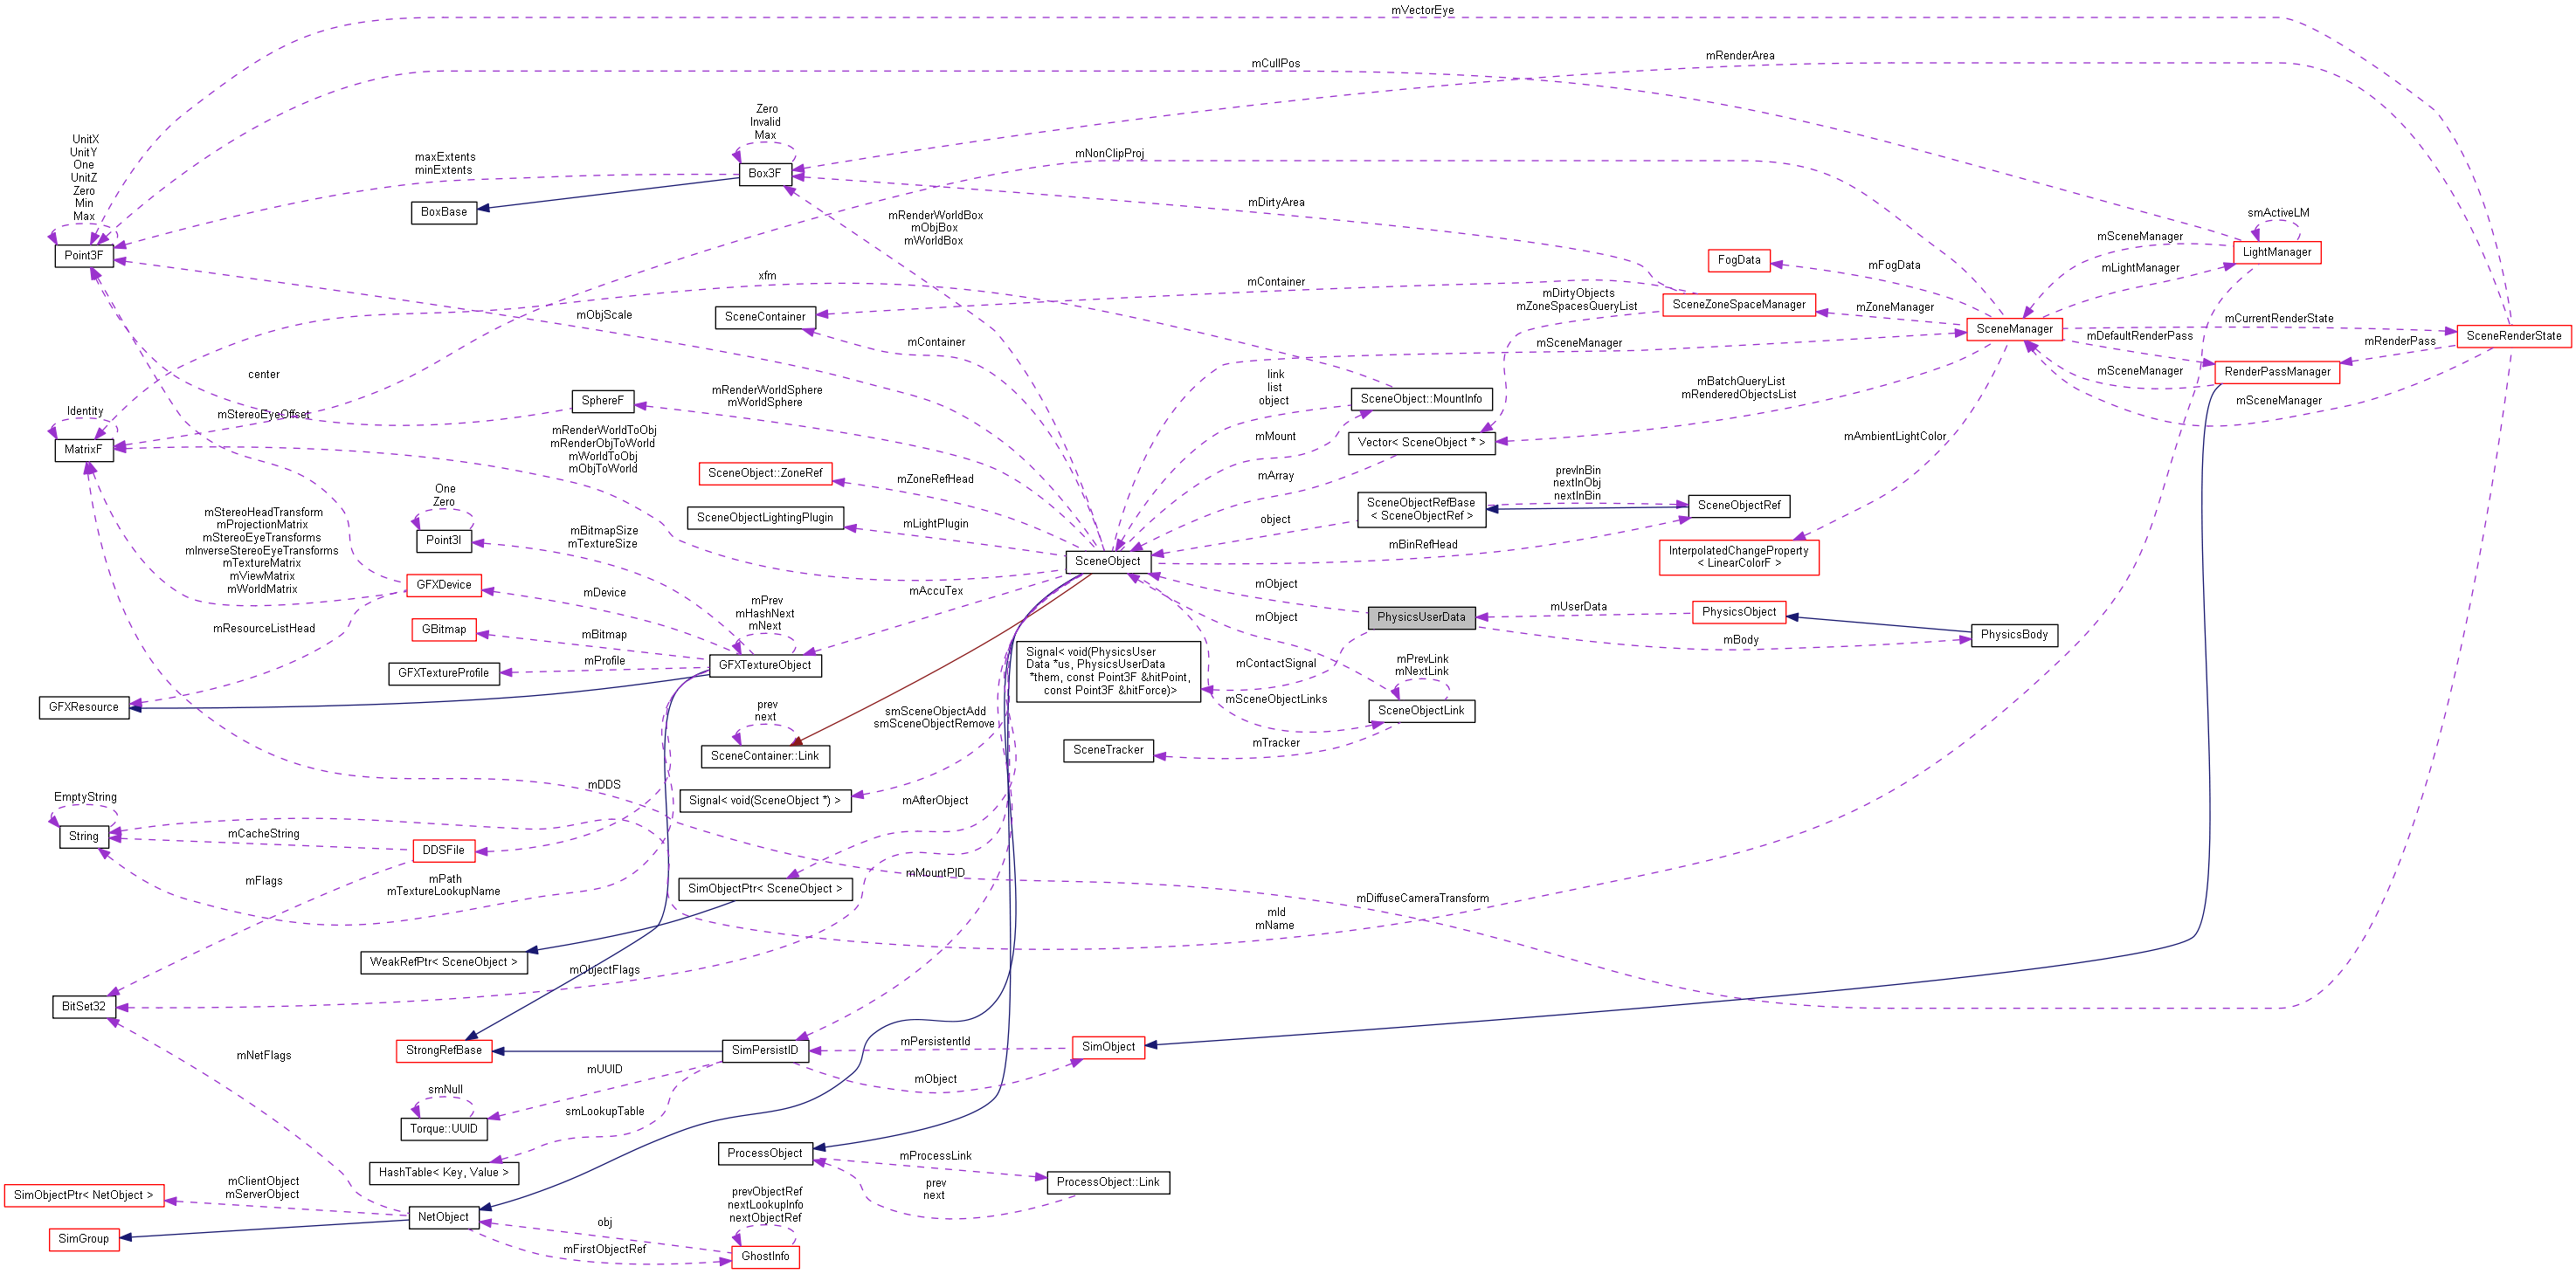 mVectorEye
mRenderArea
mCullPos
Zero
Invalid
Max
UnitX
UnitY
One
UnitZ
Zero
Min
Max
maxExtents
minExtents
mNonClipProj
Box3F
BoxBase
mDirtyArea
mRenderWorldBox
mObjBox
mWorldBox
smActiveLM
mSceneManager
LightManager
Point3F
FogData
mFogData
mLightManager
xfm
mContainer
mDirtyObjects
mZoneSpacesQueryList
SceneZoneSpaceManager
mZoneManager
mObjScale
SceneContainer
mContainer
mSceneManager
SceneManager
mCurrentRenderState
mDefaultRenderPass
SceneRenderState
mRenderPass
center
mRenderWorldSphere
mWorldSphere
link
list
object
mBatchQueryList
mRenderedObjectsList
mSceneManager
RenderPassManager
SphereF
SceneObject::MountInfo
mSceneManager
Identity
mStereoEyeOffset
MatrixF
mRenderWorldToObj
mRenderObjToWorld
mWorldToObj
mObjToWorld
mMount
Vector< SceneObject * >
mAmbientLightColor
SceneObject::ZoneRef
mZoneRefHead
mArray
prevInBin
nextInObj
nextInBin
One
Zero
SceneObjectRefBase
< SceneObjectRef >
SceneObjectRef
mStereoHeadTransform
mProjectionMatrix
mStereoEyeTransforms
mInverseStereoEyeTransforms
mTextureMatrix
mViewMatrix
mWorldMatrix
Point3I
mBitmapSize
mTextureSize
SceneObjectLightingPlugin
mLightPlugin
object
mBinRefHead
InterpolatedChangeProperty
< LinearColorF >
SceneObject
GFXDevice
mDevice
mPrev
mHashNext
mNext
mAccuTex
mObject
PhysicsUserData
mUserData
PhysicsObject
mResourceListHead
GBitmap
mBitmap
mObject
mBody
PhysicsBody
GFXTextureProfile
mProfile
GFXTextureObject
Signal< void(PhysicsUser
Data *us, PhysicsUserData
*them, const Point3F &hitPoint,
const Point3F &hitForce)>
mContactSignal
mPrevLink
mNextLink
GFXResource
mSceneObjectLinks
SceneObjectLink
prev
next
smSceneObjectAdd
smSceneObjectRemove
SceneContainer::Link
SceneTracker
mTracker
mDDS
EmptyString
Signal< void(SceneObject *) >
mAfterObject
String
mCacheString
DDSFile
mFlags
mPath
mTextureLookupName
SimObjectPtr< SceneObject >
mMountPID
mDiffuseCameraTransform
mId
mName
WeakRefPtr< SceneObject >
mObjectFlags
BitSet32
mNetFlags
StrongRefBase
SimPersistID
mPersistentId
SimObject
mUUID
mObject
smNull
Torque::UUID
smLookupTable
HashTable< Key, Value >
ProcessObject
mProcessLink
prev
next
ProcessObject::Link
SimObjectPtr< NetObject >
mClientObject
mServerObject
prevObjectRef
nextLookupInfo
nextObjectRef
NetObject
obj
SimGroup
mFirstObjectRef
GhostInfo